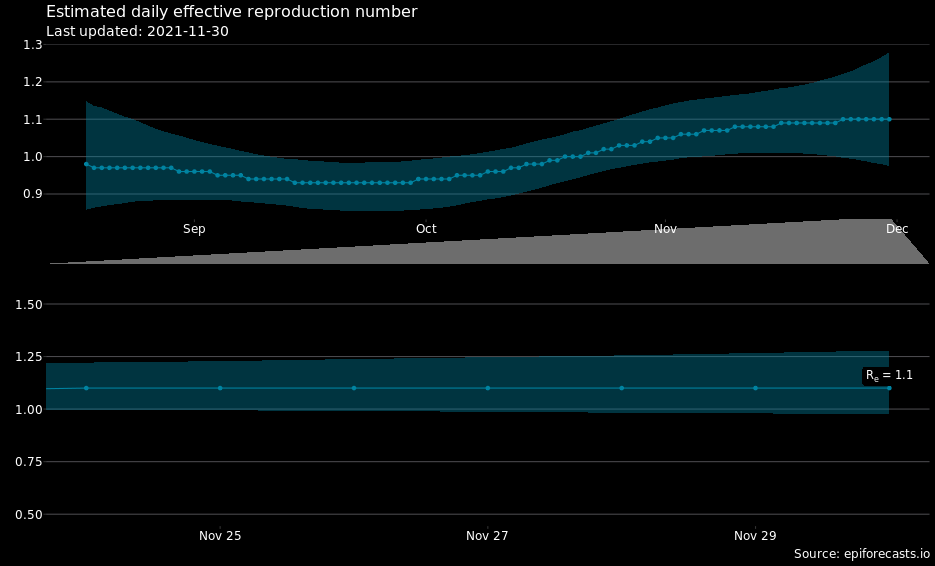 Estimated daily effective reproduction number
Last updated: 2021-11-30
1.3
1.2
1.1
1.0
0.9
Sep Oct Nov Dec
1.50
1.25
Re = 1.1
1.00
0.75
0.50
Nov 25 Nov 27 Nov 29
Source: epiforecasts.io